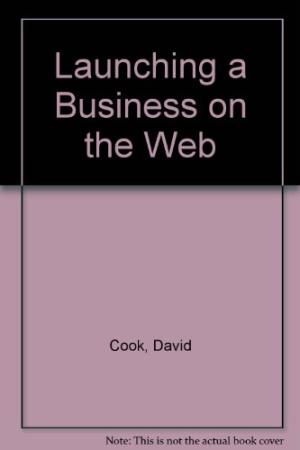 Launching a
Business on
the Web
Cook, David
Note: This is not the actual book cover